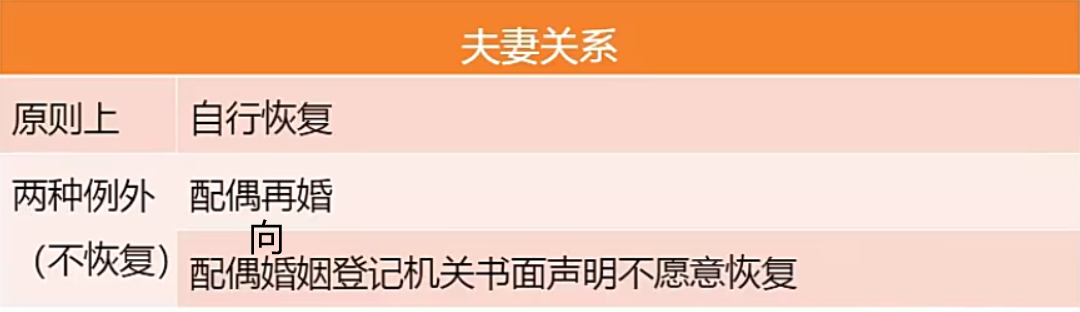 夫妻关系
原则上
自行恢复
两种例外
（不恢复）
配偶再婚
向
配偶婚姻登记机关书面声明不愿意恢复